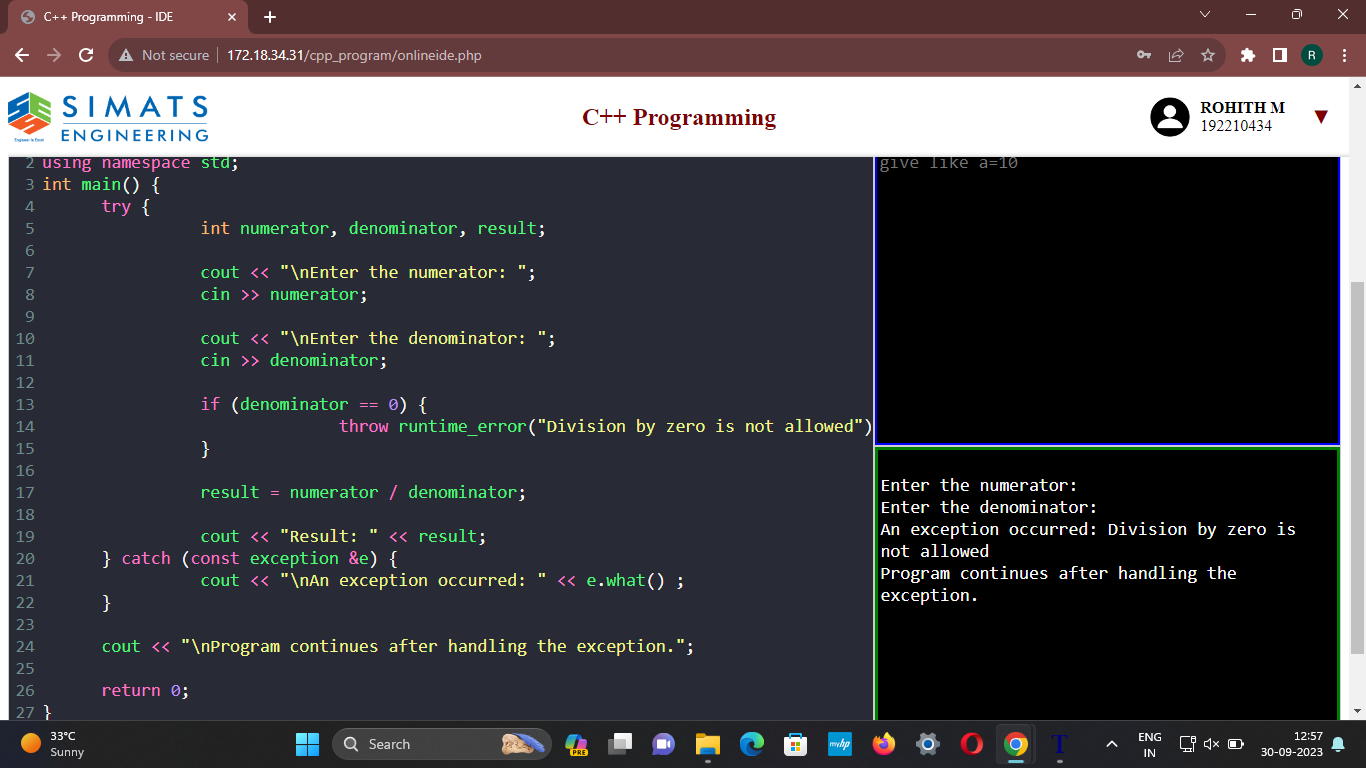 C++ Programming - IDE
Not secure 172.18.34.31/cpp_program/onlineide.php
R
SIMATS
ENGINEERING
Engineer to Excel
C++ Programming
ROHITH M
192210434
2 using namespace std;
3 int main() {
4 try {
5 int numerator, denominator, result;
6
7 cout << "\nEnter the numerator: ";
8 cin >> numerator;
9
10 cout << "\nEnter the denominator: ";
11 cin >> denominator;
12
13 if (denominator == 0) {
14 throw runtime_error("Division by zero is not allowed")
15 }
16
17 result = numerator / denominator;
18
19 cout << "Result: " << result;
20 } catch (const exception &e) {
21 cout << "\nAn exception occurred: " << e.what() ;
22 }
23
24 cout << "\nProgram continues after handling the exception.";
25
26 return 0;
27 }
give like a=10
Enter the numerator:
Enter the denominator:
An exception occurred: Division by zero is
not allowed
Program continues after handling the
exception.
33°C
Sunny
Search
PRE
myhp
T
ENG
IN
12:57
30-09-2023